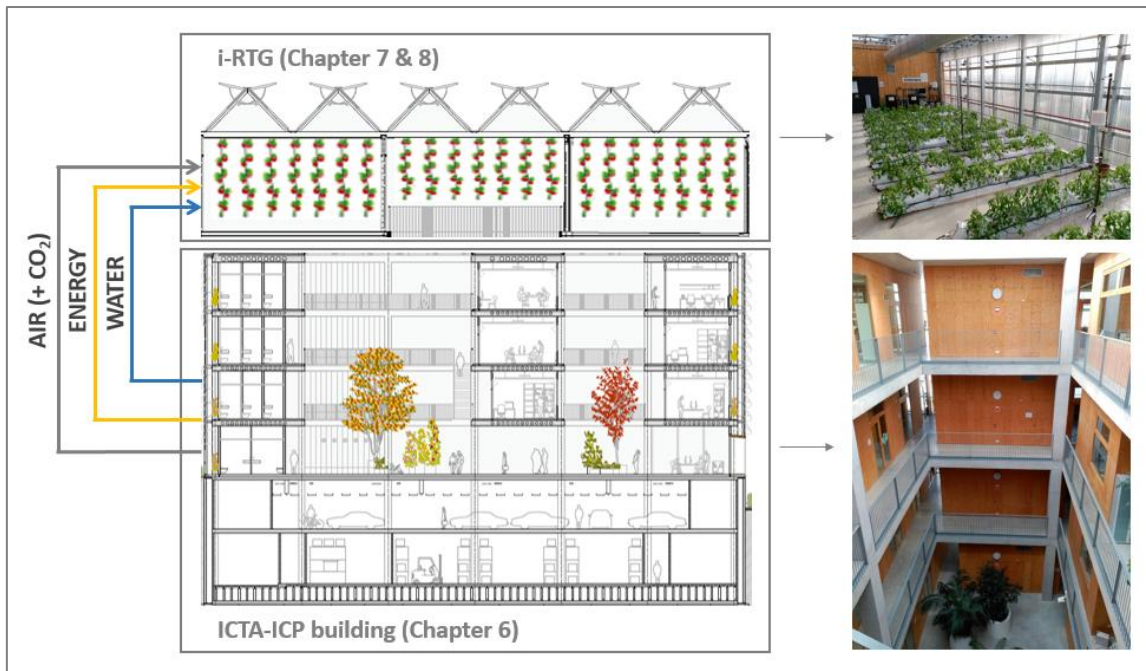 i-RTG (Chapter 7 & 8)
AIR (+ CO₂)
ENERGY
WATER
ICTA-ICP building (Chapter 6)